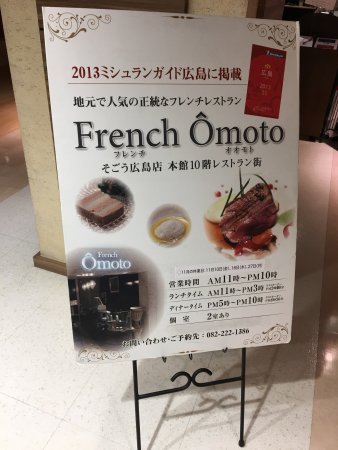 2013ミシュランガイド広島に掲載
広島
2013
地元で人気の正統なフレンチレストラン
French Ômoto
フレンチ オオモト
そごう広島店 本館10階レストラン街
French
Ômoto
営業時間 AM11時〜PM10時
ランチタイム AM11時〜PM3時
ディナータイム PM5時〜PM10時
個室 2室あり
お問い合わせ・ご予約先：082-222-1386